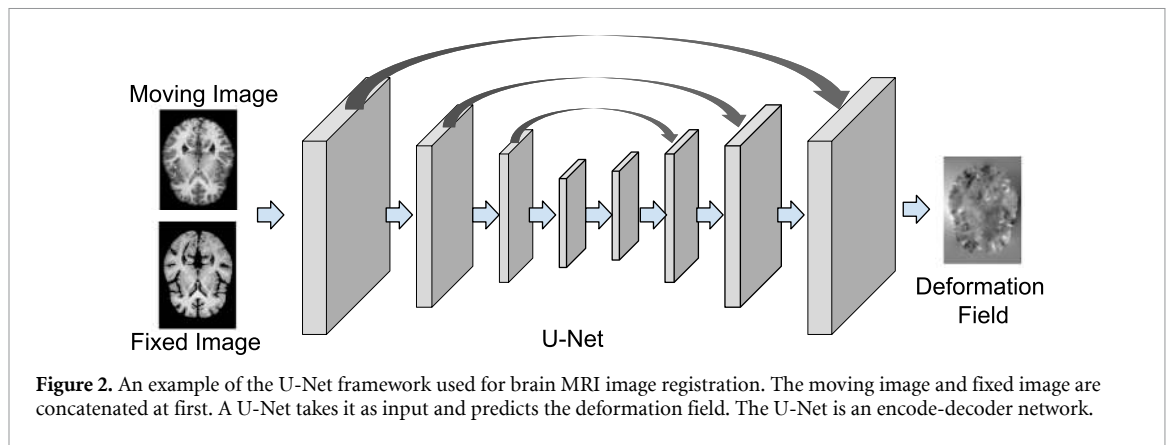 Moving Image
Fixed Image
U-Net
Deformation
Field
Figure 2. An example of the U-Net framework used for brain MRI image registration. The moving image and fixed image are
concatenated at first. A U-Net takes it as input and predicts the deformation field. The U-Net is an encode-decoder network.